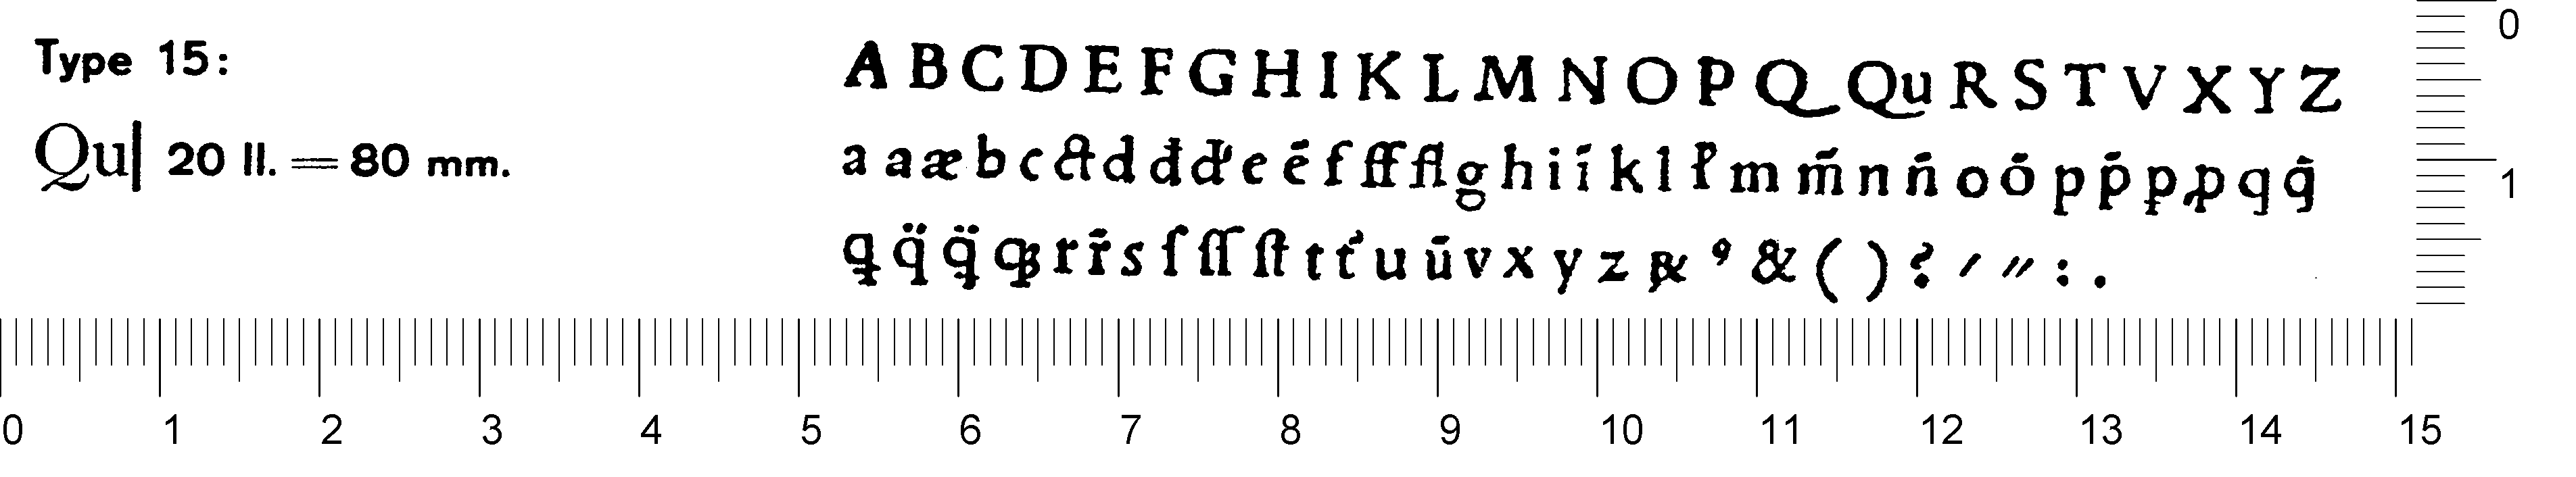 Type 15:
Qu| 20 ll. = 80 mm.
A B C D E F G H I K L M N O P Q Qu R S T V X Y Z
a a æ b c ct d đ d' e ē f ff fl g h i ī k l ł m m̄ n n̄ o ō p p̄ ꝑ ꝓ q q̄
ꝗ q̈ ꝗ̈ qꝫ r r̄ s ſ ſſ ſt t t' u ū v x y z ꝶ ꝰ & ( ) ? ⸍ ⸗ : .
0 1 2 3 4 5 6 7 8 9 10 11 12 13 14 15
0
1